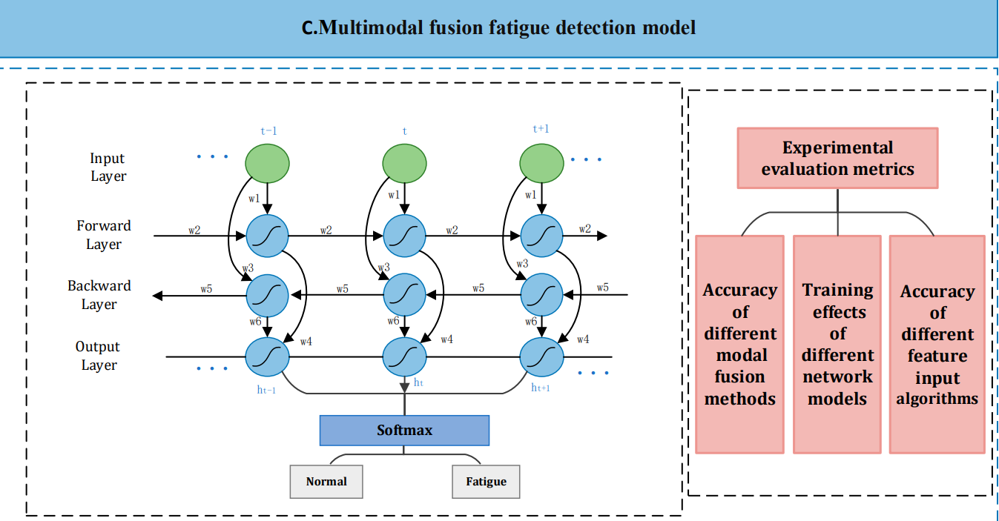 C.Multimodal fusion fatigue detection model
t-1
t
t+1
Input
Layer
w1
w1
w1
Forward
Layer
w2
w2
w2
w2
w3
w3
w3
Backward
Layer
w5
w5
w5
w5
w6
w6
w6
w4
w4
w4
Output
Layer
ht-1
ht
ht+1
Softmax
Normal
Fatigue
Experimental
evaluation metrics
Accuracy
of
different
modal
fusion
methods
Training
effects
of
different
network
models
Accuracy
of
different
feature
input
algorithms